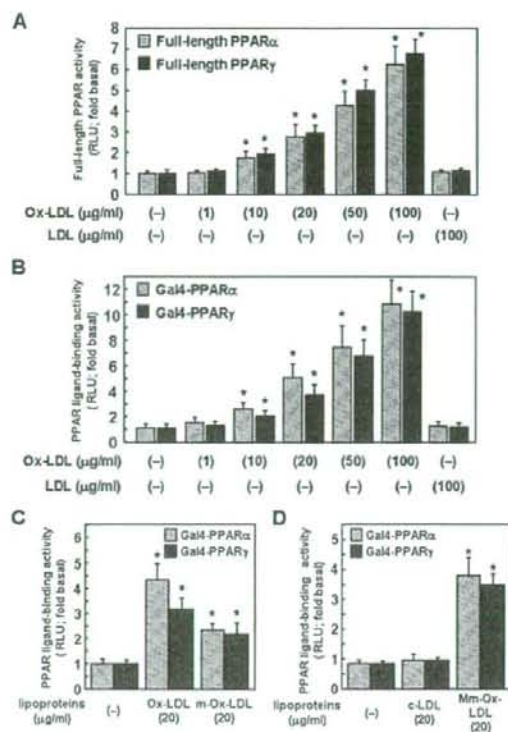 A
Full-length PPAR activity
(RLU; fold basal)
Full-length PPARα
Full-length PPARγ
8
7
6
5
4
3
2
1
0
* * * * * * * *
Ox-LDL (µg/ml) (–) (1) (10) (20) (50) (100) (–)
LDL (µg/ml) (–) (–) (–) (–) (–) (–) (100)
B
PPAR ligand-binding activity
(RLU; fold basal)
Gal4-PPARα
Gal4-PPARγ
12
10
8
6
4
2
0
* * * * * * * *
Ox-LDL (µg/ml) (–) (1) (10) (20) (50) (100) (–)
LDL (µg/ml) (–) (–) (–) (–) (–) (–) (100)
C
PPAR ligand-binding activity
(RLU; fold basal)
Gal4-PPARα
Gal4-PPARγ
5
4
3
2
1
0
* * * *
lipoproteins (–) Ox-LDL m-Ox-LDL
(µg/ml) (20) (20)
D
PPAR ligand-binding activity
(RLU; fold basal)
Gal4-PPARα
Gal4-PPARγ
5
4
3
2
1
0
* *
lipoproteins (–) c-LDL Mm-Ox-
(µg/ml) (20) LDL
(20)